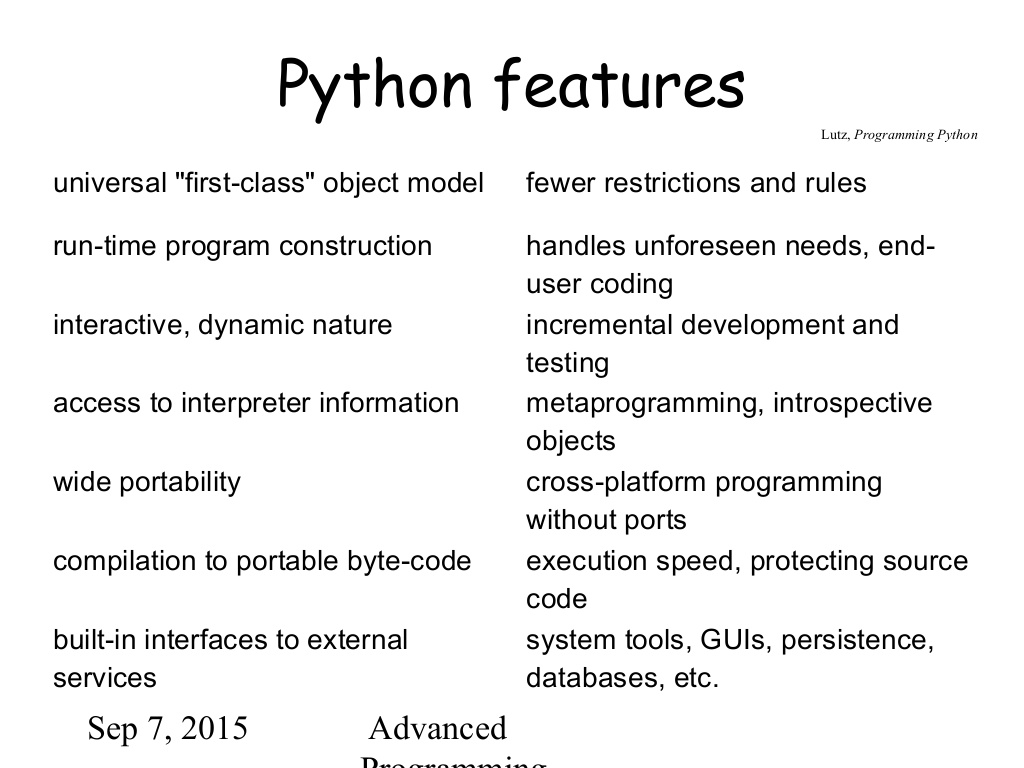 Python features
Lutz, Programming Python
universal "first-class" object model
fewer restrictions and rules
run-time program construction
handles unforeseen needs, end-
user coding
interactive, dynamic nature
incremental development and
testing
access to interpreter information
metaprogramming, introspective
objects
wide portability
cross-platform programming
without ports
compilation to portable byte-code
execution speed, protecting source
code
built-in interfaces to external
services
system tools, GUIs, persistence,
databases, etc.
Sep 7, 2015
Advanced
Programming